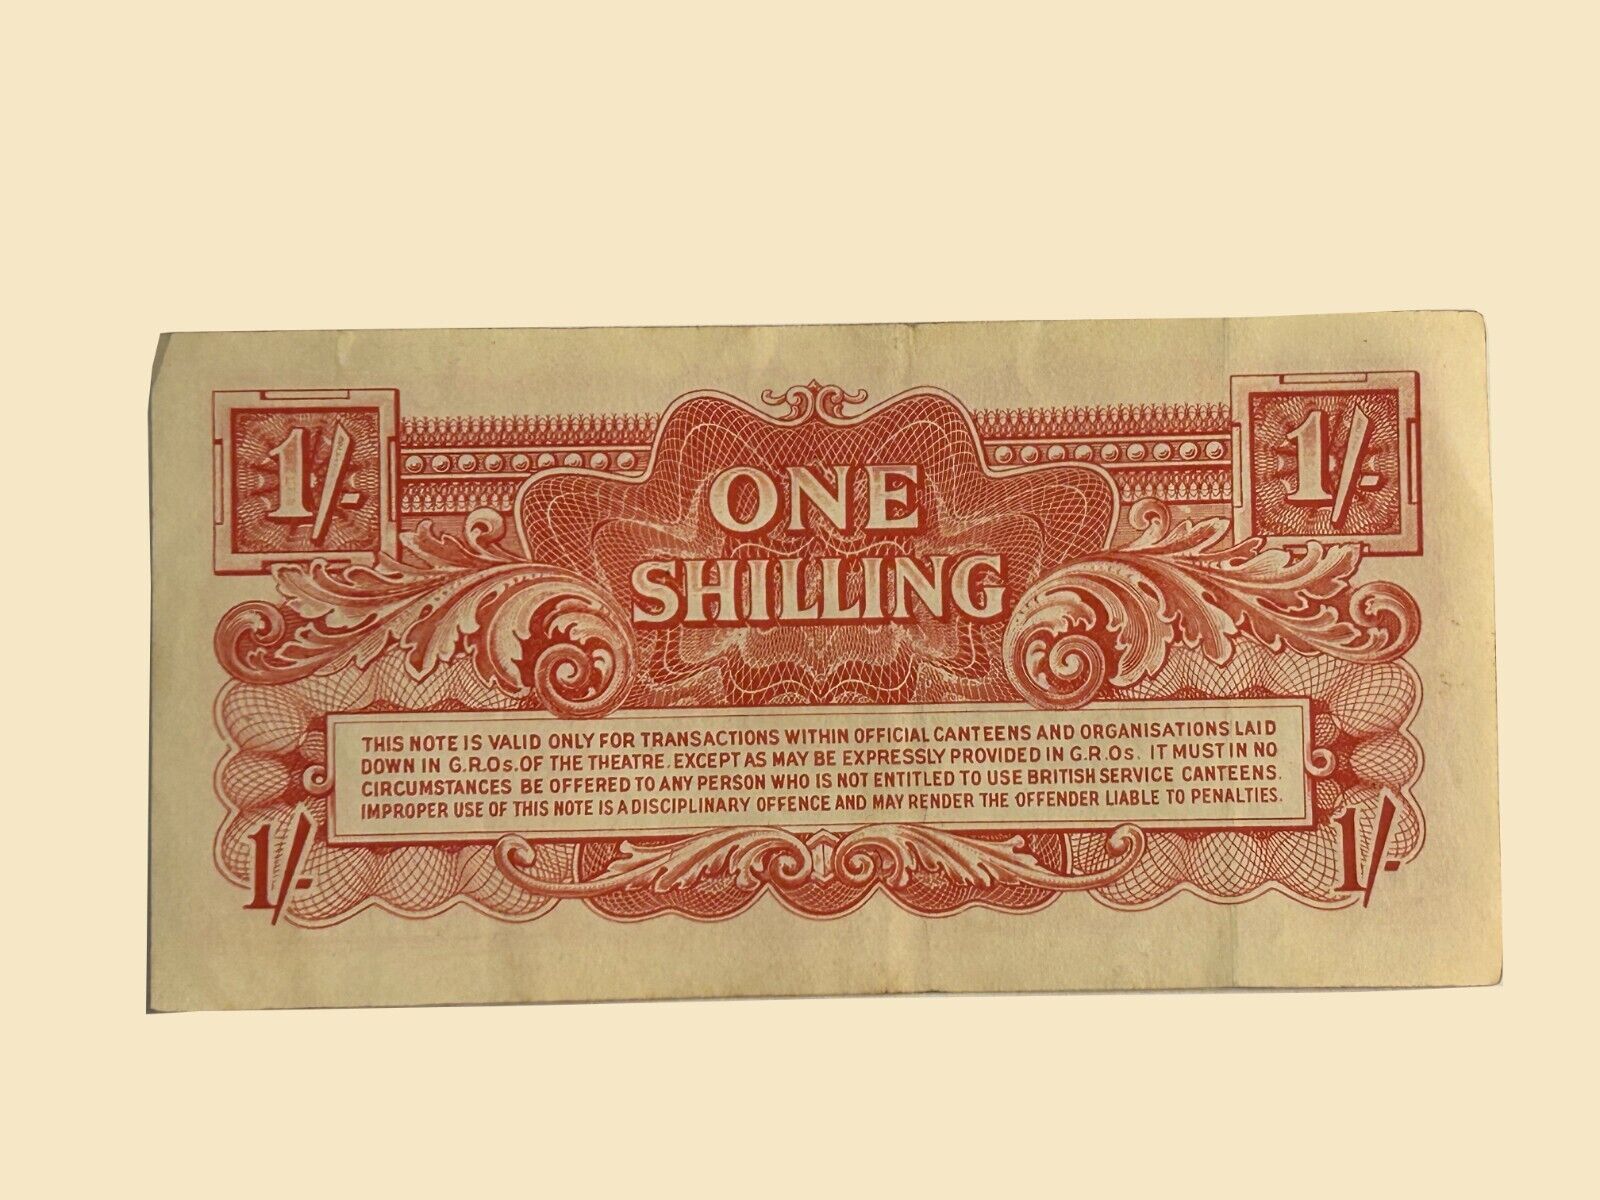 1/- 1/-
ONE
SHILLING
THIS NOTE IS VALID ONLY FOR TRANSACTIONS WITHIN OFFICIAL CANTEENS AND ORGANISATIONS LAID
DOWN IN G.R.Os. OF THE THEATRE. EXCEPT AS MAY BE EXPRESSLY PROVIDED IN G.R.Os. IT MUST IN NO
CIRCUMSTANCES BE OFFERED TO ANY PERSON WHO IS NOT ENTITLED TO USE BRITISH SERVICE CANTEENS.
IMPROPER USE OF THIS NOTE IS A DISCIPLINARY OFFENCE AND MAY RENDER THE OFFENDER LIABLE TO PENALTIES.
1/- 1/-